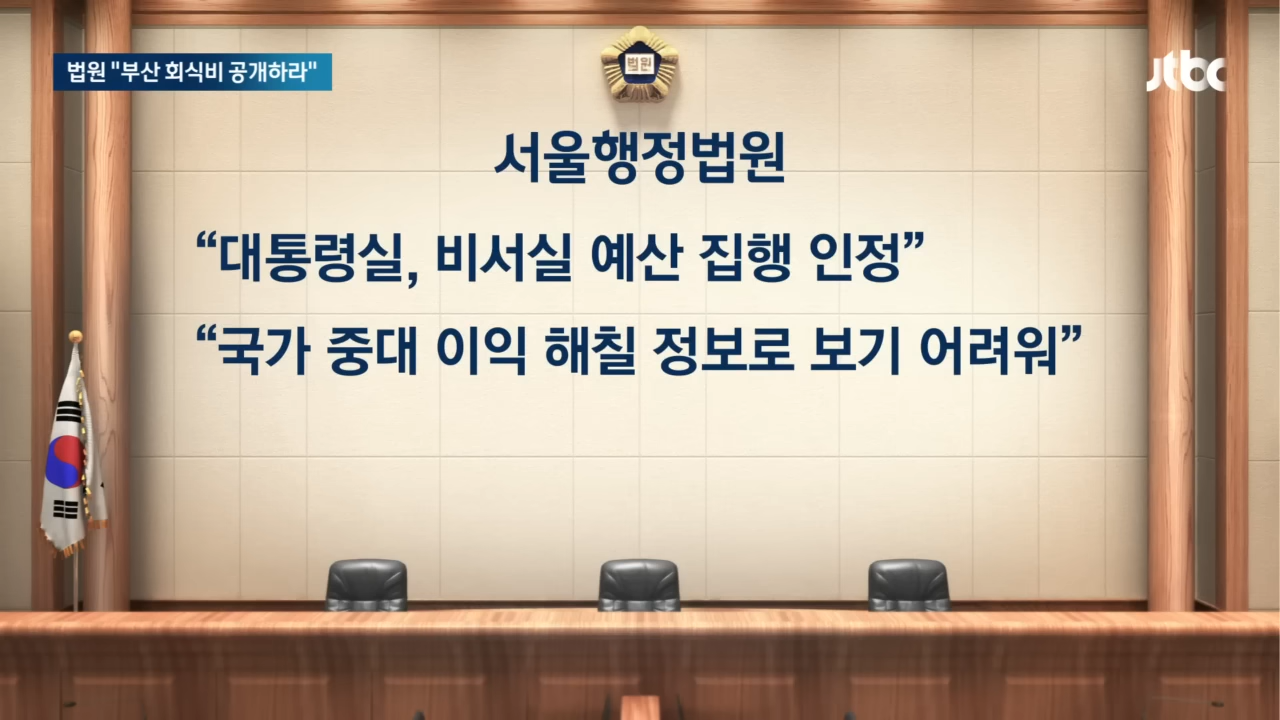 법원 "부산 회식비 공개하라"
jtbc
법원
서울행정법원
“대통령실, 비서실 예산 집행 인정”
“국가 중대 이익 해칠 정보로 보기 어려워”